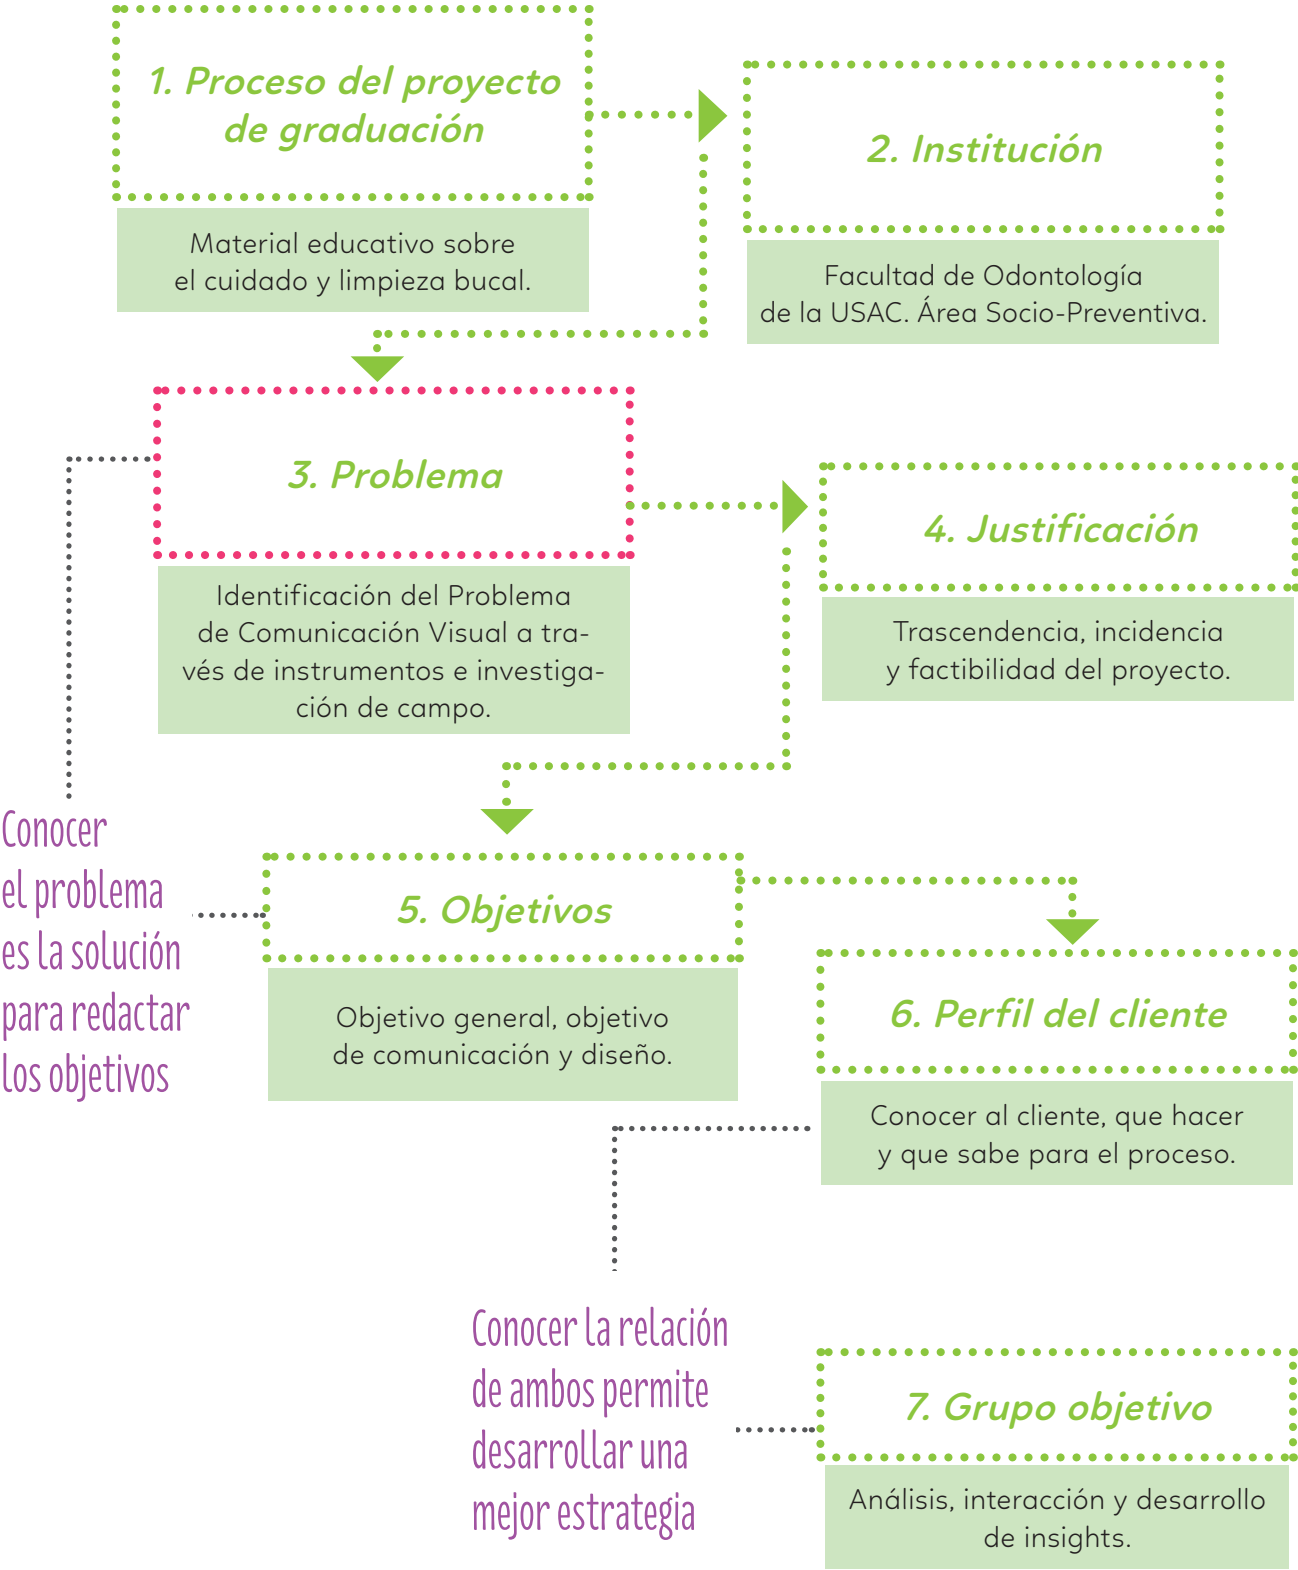 1. Proceso del proyecto
de graduación
Material educativo sobre
el cuidado y limpieza bucal.
2. Institución
Facultad de Odontología
de la USAC. Área Socio-Preventiva.
3. Problema
Identificación del Problema
de Comunicación Visual a tra-
vés de instrumentos e investiga-
ción de campo.
4. Justificación
Trascendencia, incidencia
y factibilidad del proyecto.
Conocer
el problema
es la solución
para redactar
los objetivos
5. Objetivos
Objetivo general, objetivo
de comunicación y diseño.
6. Perfil del cliente
Conocer al cliente, que hacer
y que sabe para el proceso.
Conocer la relación
de ambos permite
desarrollar una
mejor estrategia
7. Grupo objetivo
Análisis, interacción y desarrollo
de insights.